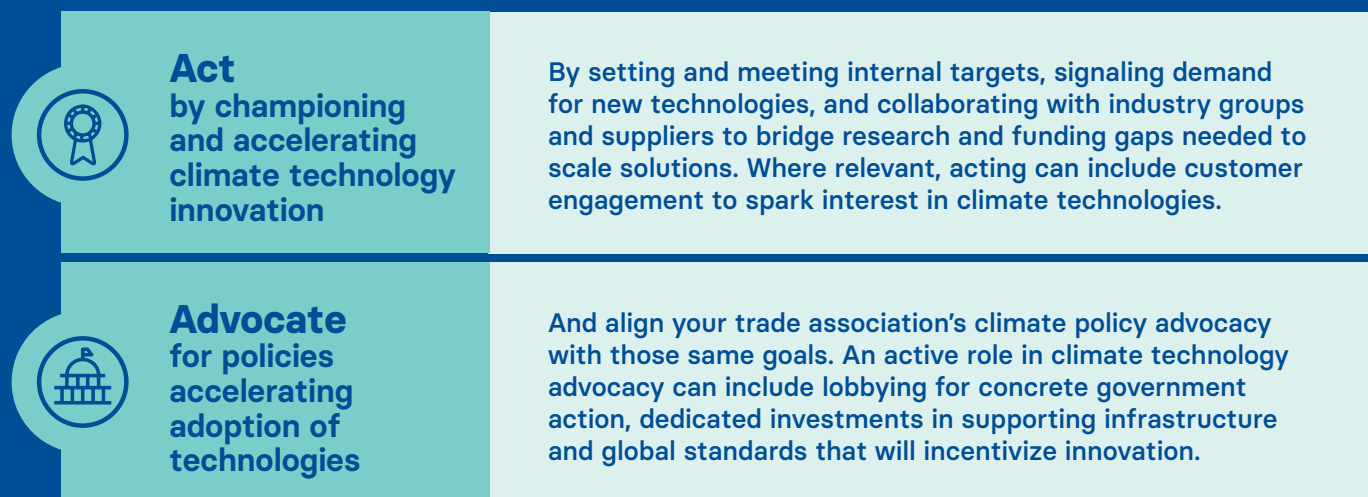 Act
by championing
and accelerating
climate technology
innovation
By setting and meeting internal targets, signaling demand
for new technologies, and collaborating with industry groups
and suppliers to bridge research and funding gaps needed to
scale solutions. Where relevant, acting can include customer
engagement to spark interest in climate technologies.
Advocate
for policies
accelerating
adoption of
technologies
And align your trade association’s climate policy advocacy
with those same goals. An active role in climate technology
advocacy can include lobbying for concrete government
action, dedicated investments in supporting infrastructure
and global standards that will incentivize innovation.